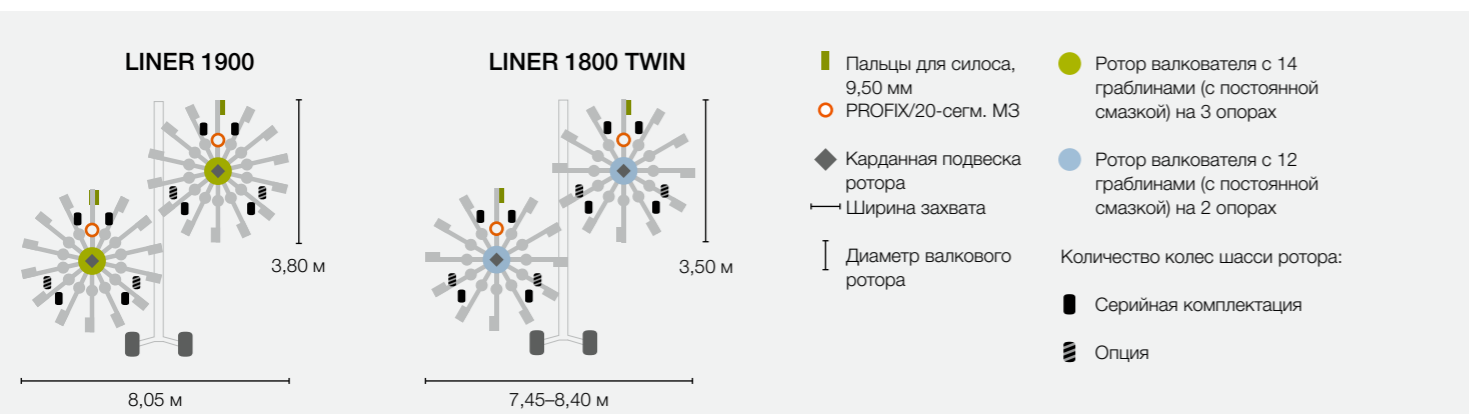 LINER 1900
3,80 м
8,05 м
LINER 1800 TWIN
3,50 м
7,45–8,40 м
Пальцы для силоса,
9,50 мм
PROFIX/20-сегм. МЗ
Карданная подвеска
ротора
Ширина захвата
Диаметр валкового
ротора
Ротор валкователя с 14
граблинами (с постоянной
смазкой) на 3 опорах
Ротор валкователя с 12
граблинами (с постоянной
смазкой) на 2 опорах
Количество колес шасси ротора:
Серийная комплектация
Опция